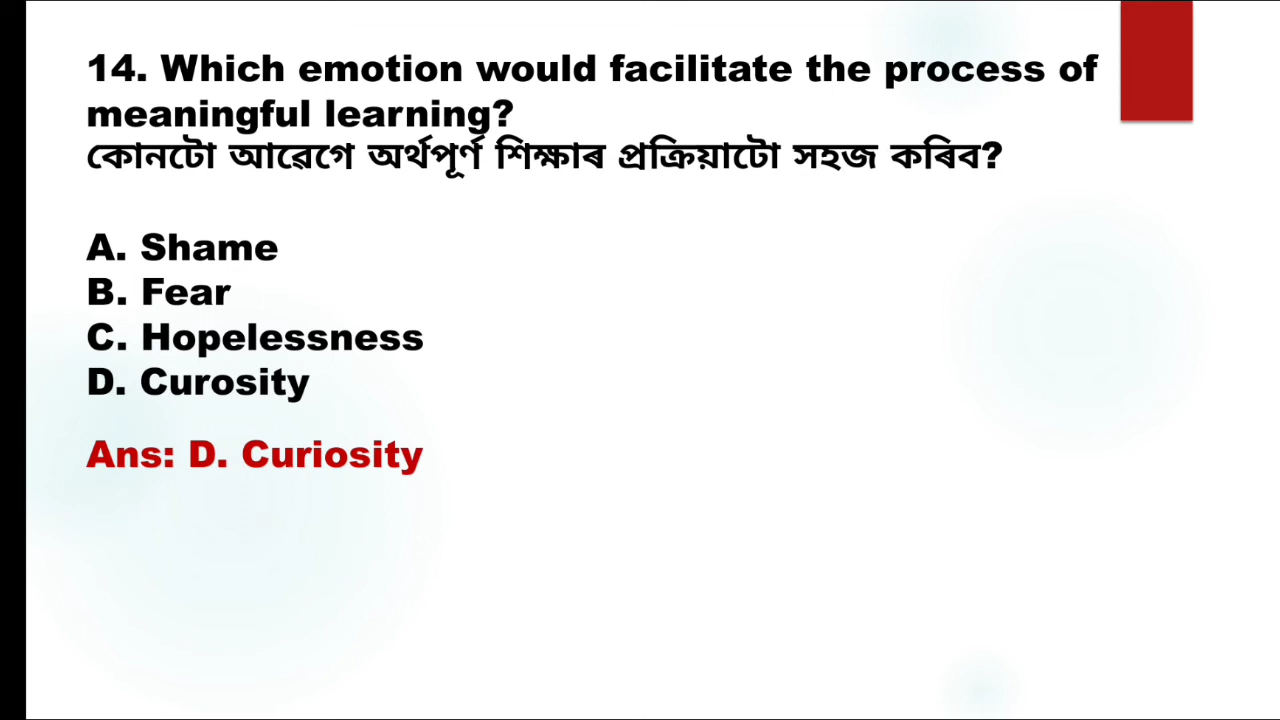 14. Which emotion would facilitate the process of
meaningful learning?
কোনটো আৱেগে অৰ্থপূৰ্ণ শিক্ষাৰ প্ৰক্ৰিয়াটো সহজ কৰিব?
A. Shame
B. Fear
C. Hopelessness
D. Curosity
Ans: D. Curiosity